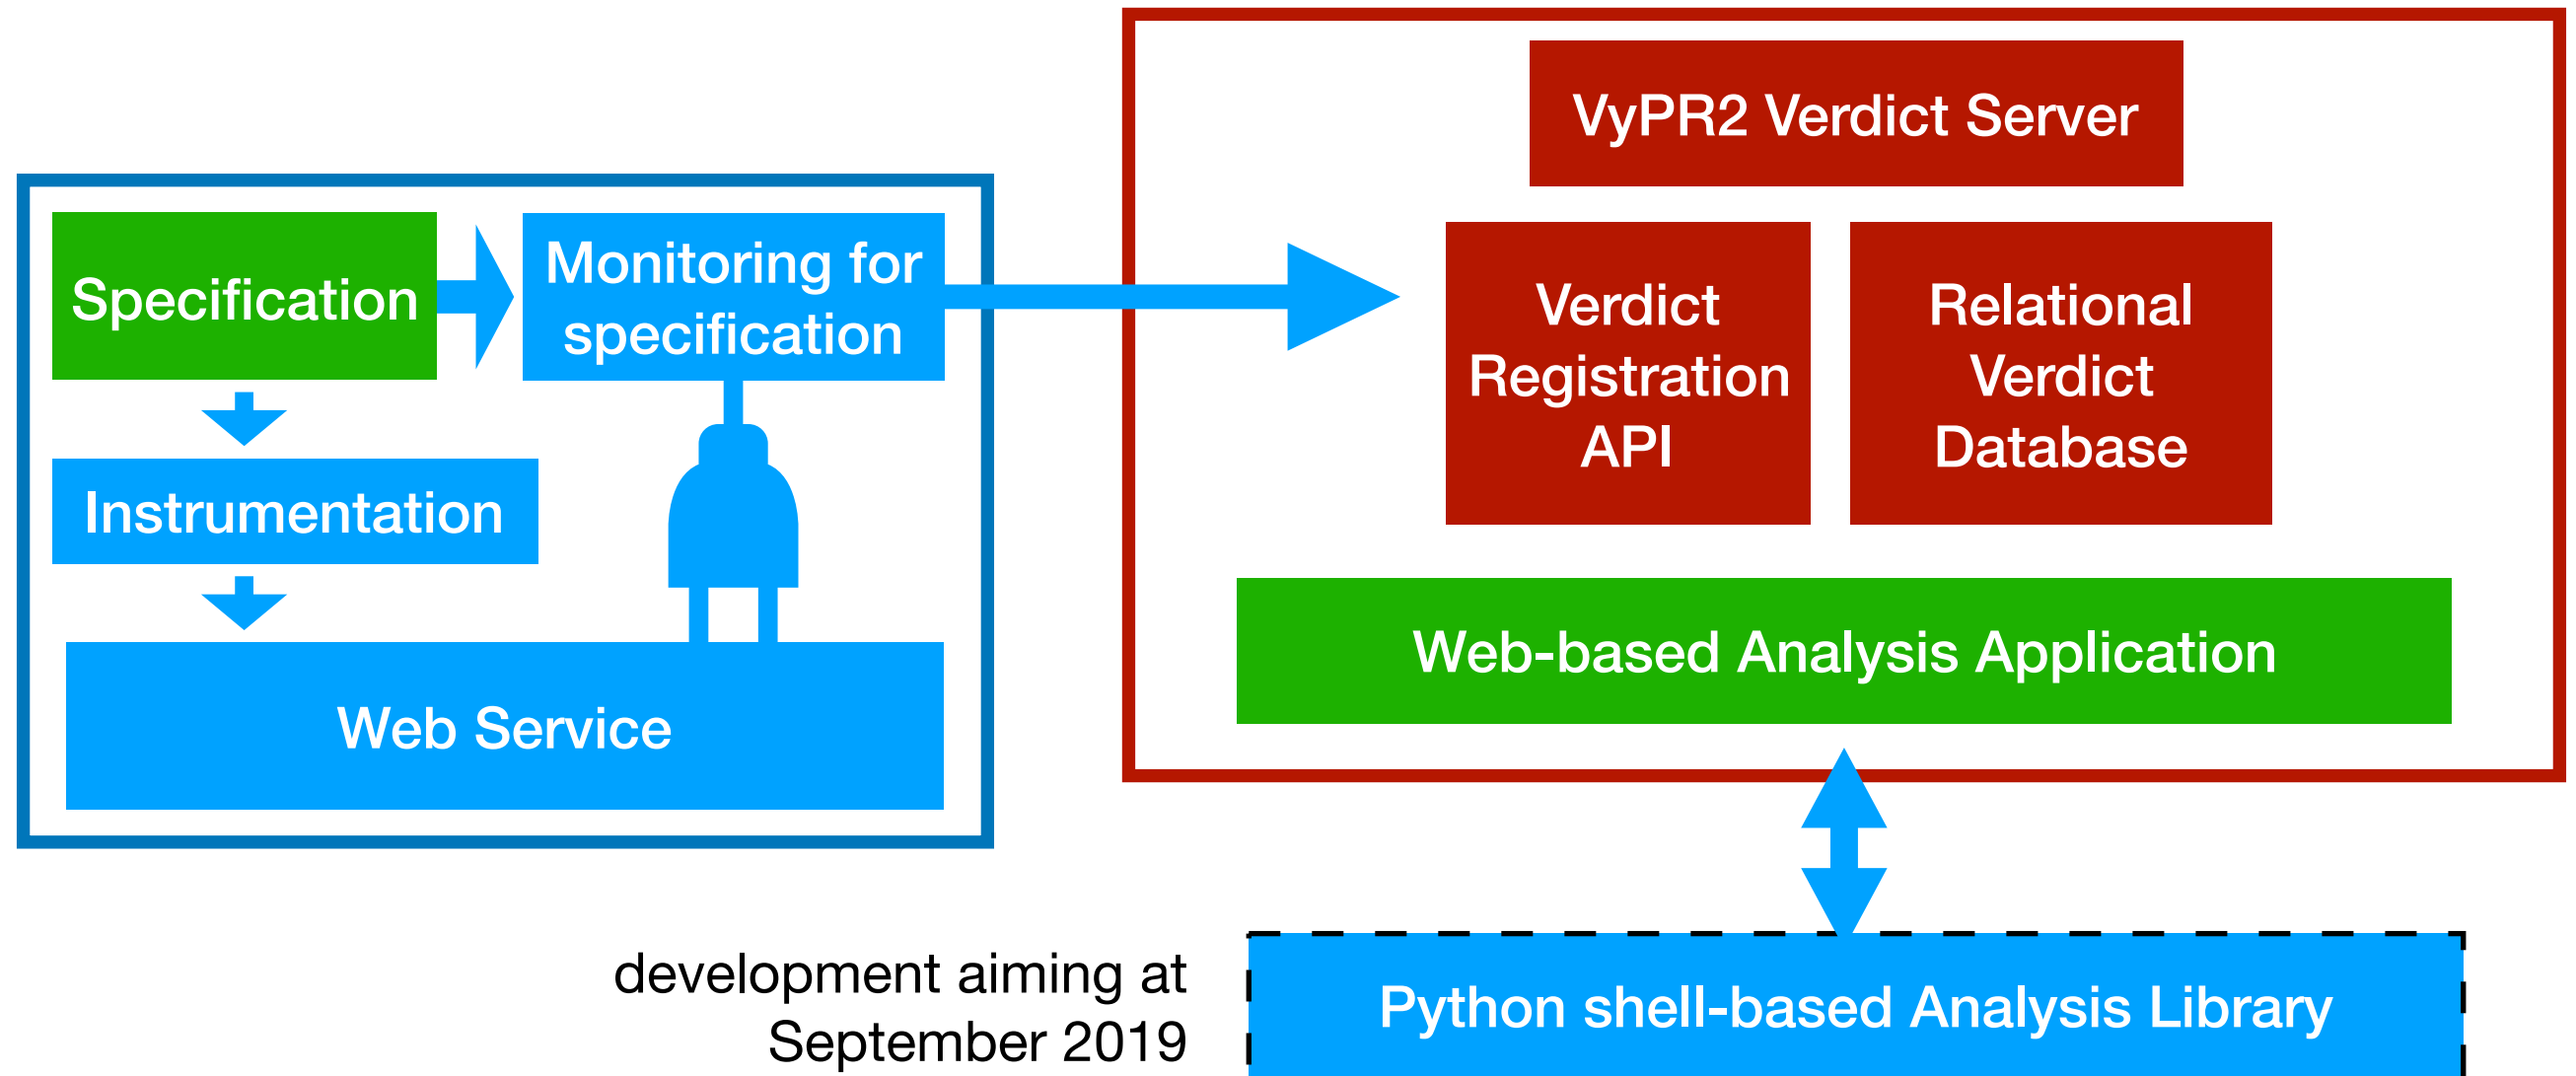 Specification
Monitoring for
specification
Instrumentation
Web Service
VyPR2 Verdict Server
Verdict
Registration
API
Relational
Verdict
Database
Web-based Analysis Application
development aiming at
September 2019
Python shell-based Analysis Library